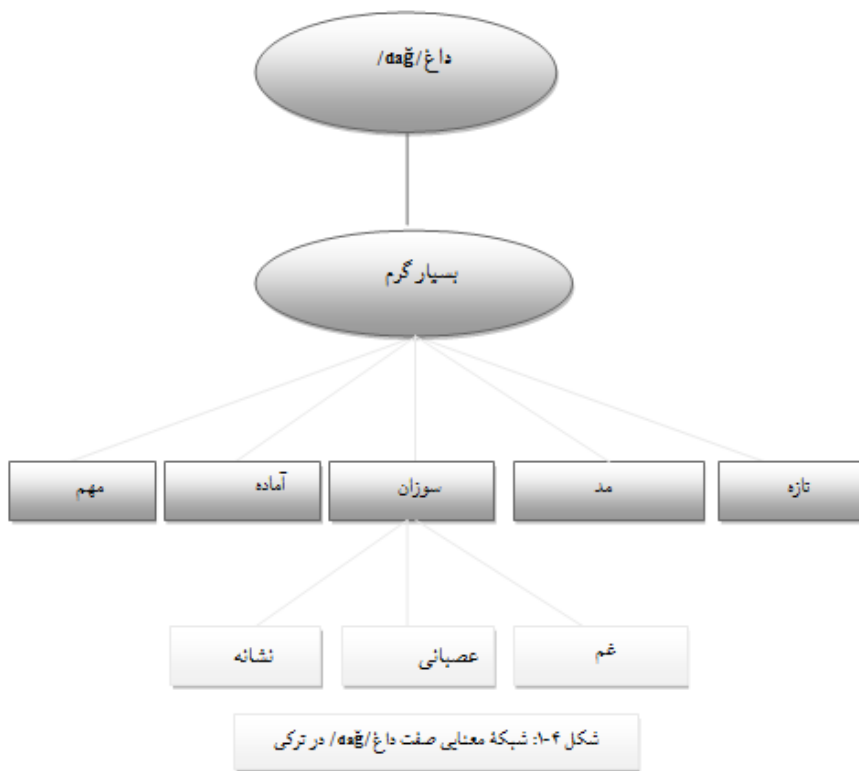 داغ/dağ/
بسیار گرم
تازه
مد
سوزان
آماده
مهم
غم
عصبانی
نشانه
شکل ۴-۱: شبکهٔ معنایی صفت داغ/dağ/ در ترکی